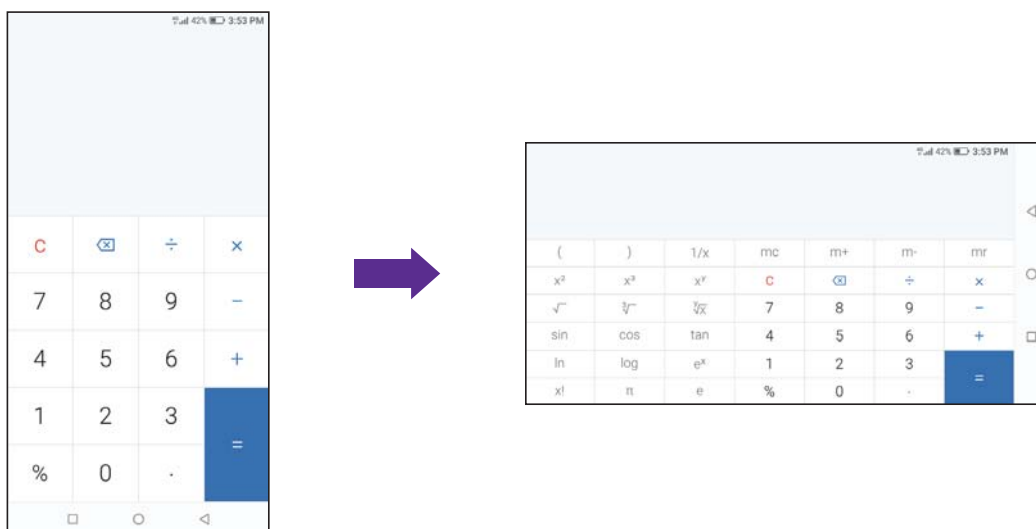 42% 3:53 PM
C ÷ ×
7 8 9 −
4 5 6 +
1 2 3
=
% 0 .
42% 3:53 PM
( ) 1/x mc m+ m- mr
x² x³ xʸ C ÷ ×
√ ∛ ʸ√x 7 8 9 −
sin cos tan 4 5 6 +
ln log eˣ 1 2 3
=
x! π e % 0 .